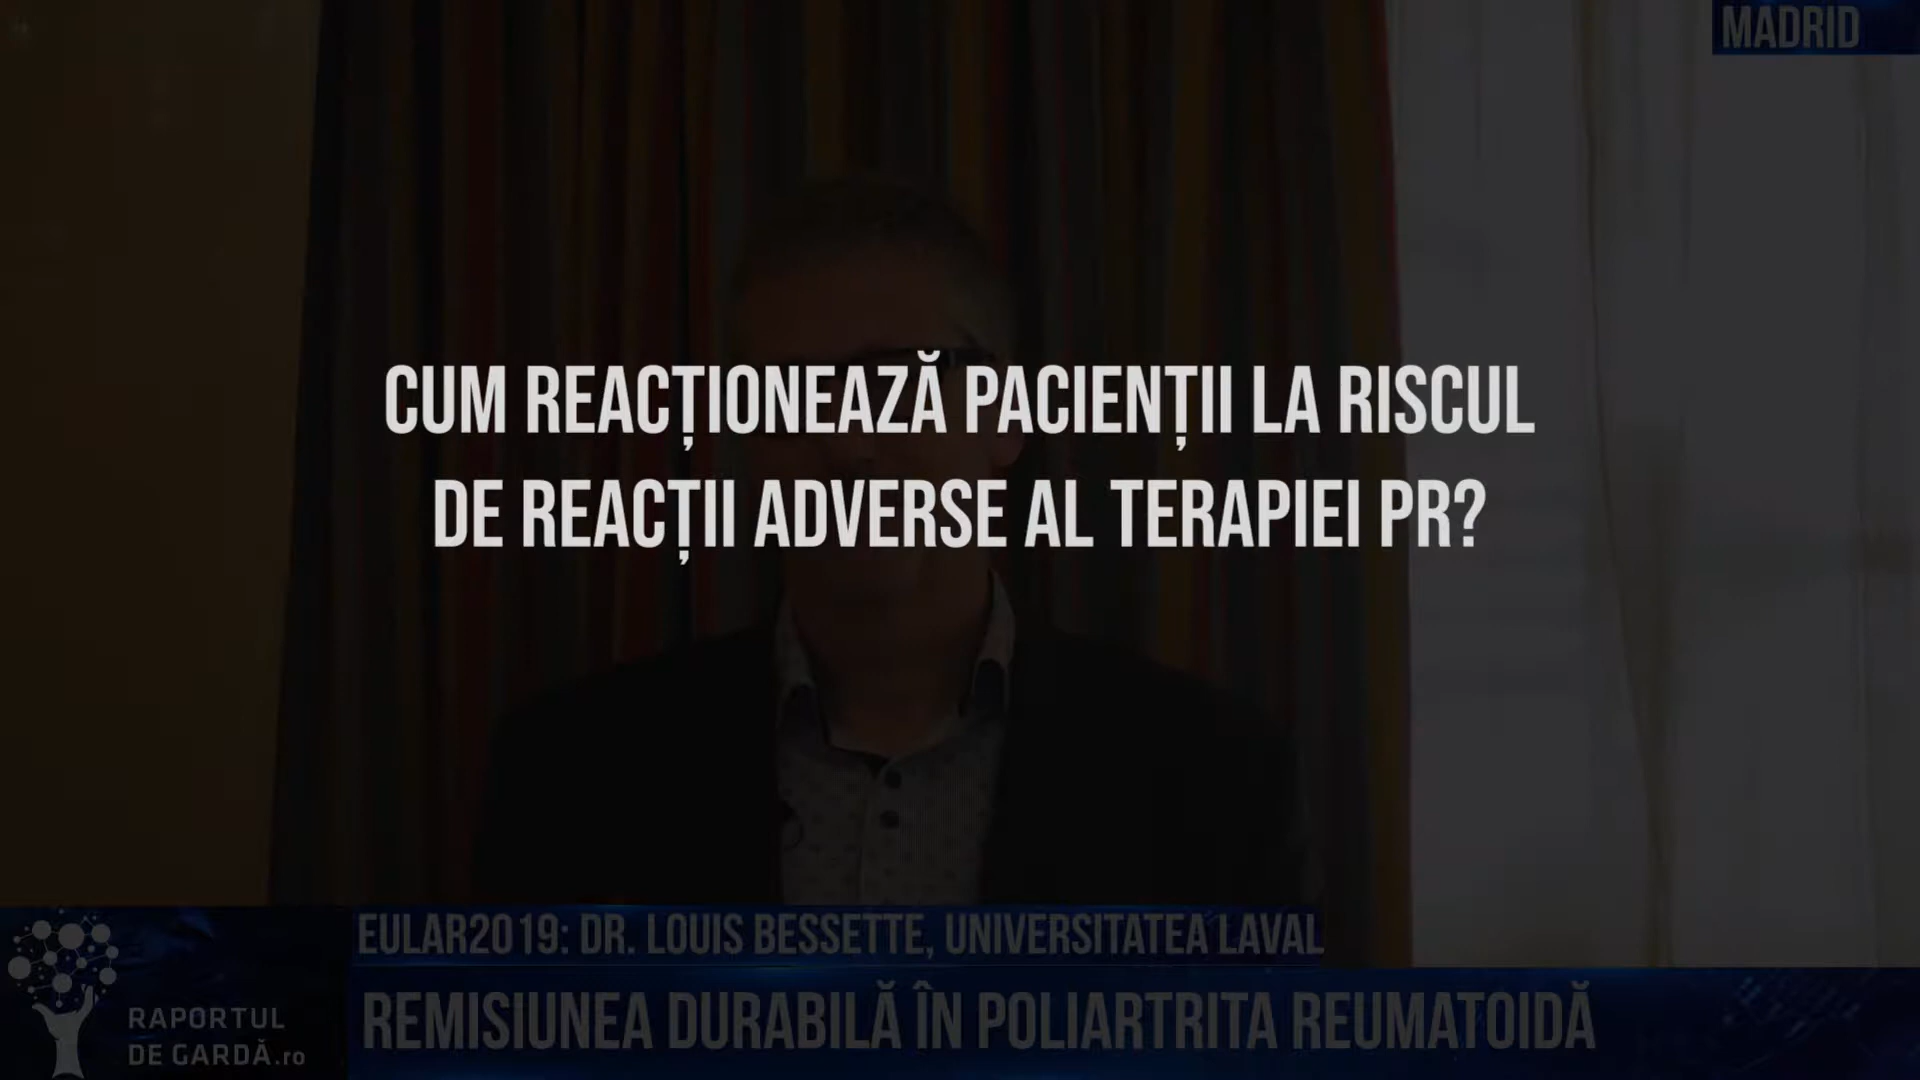 MADRID
CUM REACȚIONEAZĂ PACIENȚII LA RISCUL
DE REACȚII ADVERSE AL TERAPIEI PR?
EULAR2019: DR. LOUIS BESSETTE, UNIVERSITATEA LAVAL
REMISIUNEA DURABILĂ ÎN POLIARTRITA REUMATOIDĂ
RAPORTUL
DE GARDĂ.ro